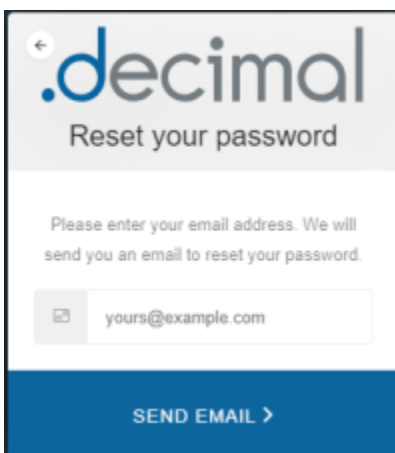 .decimal
Reset your password
Please enter your email address. We will
send you an email to reset your password.
yours@example.com
SEND EMAIL >